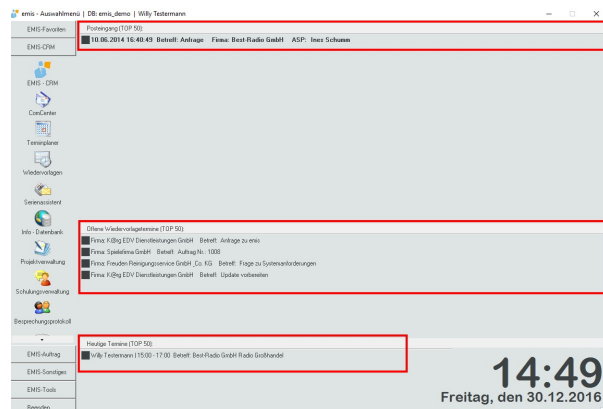 emis - Auswahlmenü | DB: emis_demo | Willy Testermann
EMIS-Favoriten
EMIS-CRM
EMIS - CRM
ComCenter
Terminplaner
Wiedervorlagen
Serienassistent
Info - Datenbank
Projektverwaltung
Schulungsverwaltung
Besprechungsprotokoll
EMIS-Auftrag
EMIS-Sonstiges
EMIS-Tools
Beenden
Posteingang (TOP 50):
10.06.2014 16:40:49 Betreff: Anfrage Firma: Best-Radio GmbH ASP: Ines Schumm
Offene Wiedervorlagetermine (TOP 50):
Firma: K@rg EDV Dienstleistungen GmbH Betreff: Anfrage zu emis
Firma: Spielefirma GmbH Betreff: Auftrag Nr.: 1008
Firma: Freuden Reinigungsservice GmbH _Co. KG Betreff: Frage zu Systemanforderungen
Firma: K@rg EDV Dienstleistungen GmbH Betreff: Update vorbereiten
Heutige Termine (TOP 50):
Willy Testermann | 15:00 - 17:00 Betreff: Best-Radio GmbH Radio Großhandel
14:49
Freitag, den 30.12.2016